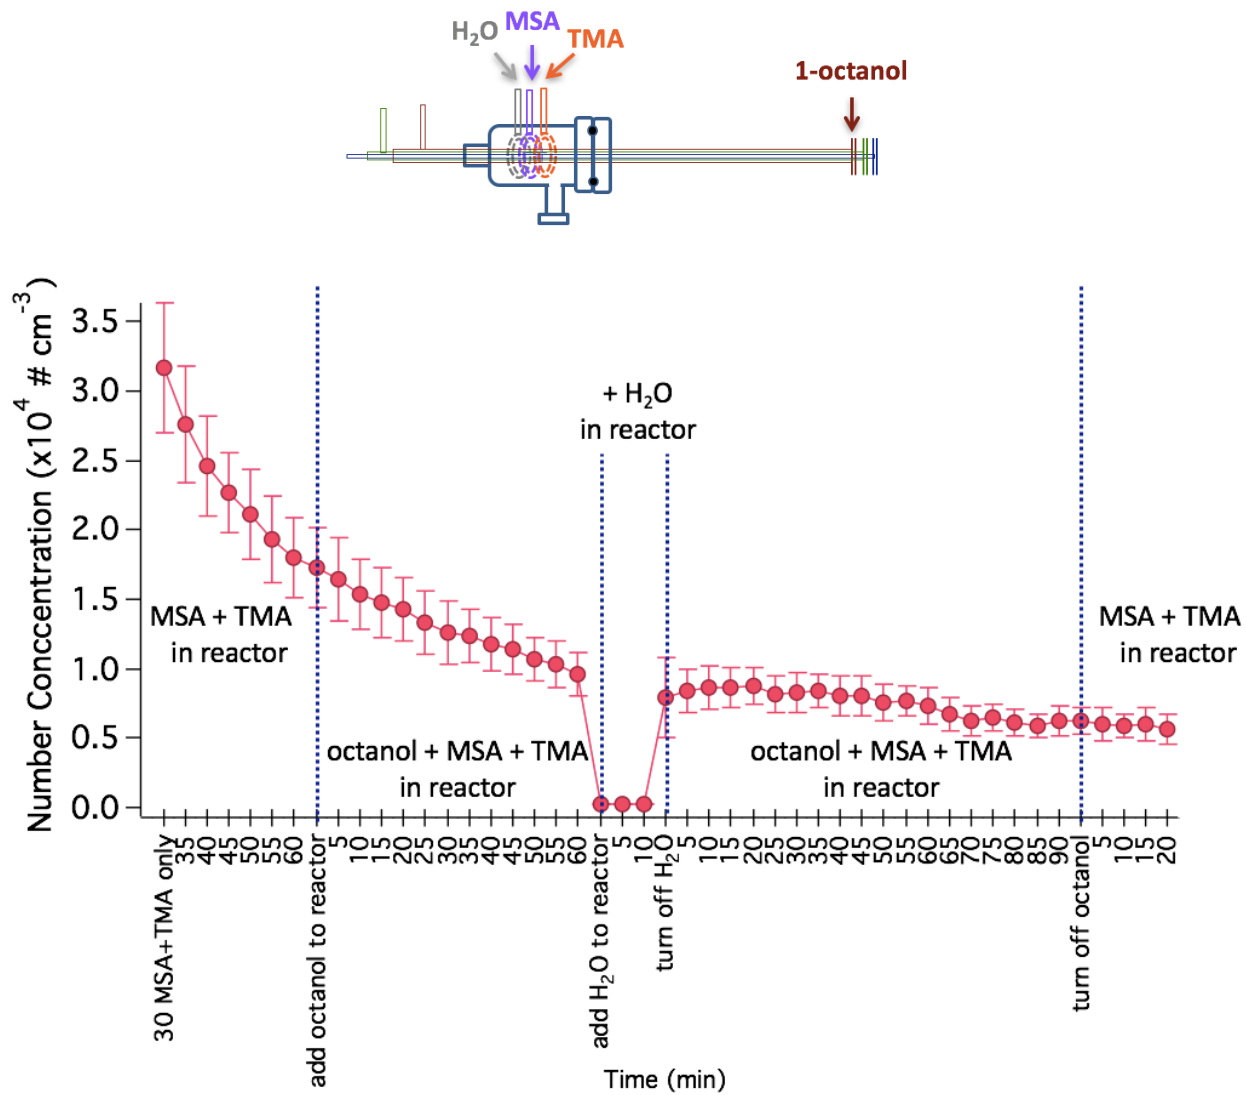 H₂O MSA TMA
1-octanol
Number Conccentration (x10⁴ # cm⁻³)
3.5
3.0
2.5
2.0
1.5
1.0
0.5
0.0
+ H₂O
in reactor
MSA + TMA
in reactor
MSA + TMA
in reactor
octanol + MSA + TMA
in reactor
octanol + MSA + TMA
in reactor
30 MSA+TMA only
35
40
45
50
55
60
add octanol to reactor
5
10
15
20
25
30
35
40
45
50
55
60
add H₂O to reactor
5
10
turn off H₂O
5
10
15
20
25
30
35
40
45
50
55
60
65
70
75
80
85
90
turn off octanol
5
10
15
20
Time (min)